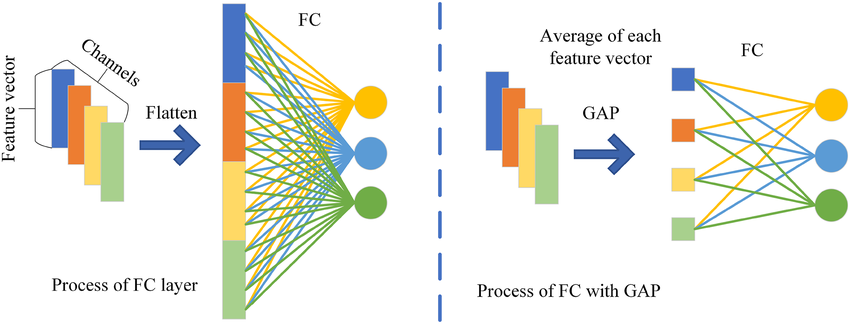 Feature vector
Channels
Flatten
FC
Process of FC layer
Average of each
feature vector
GAP
FC
Process of FC with GAP